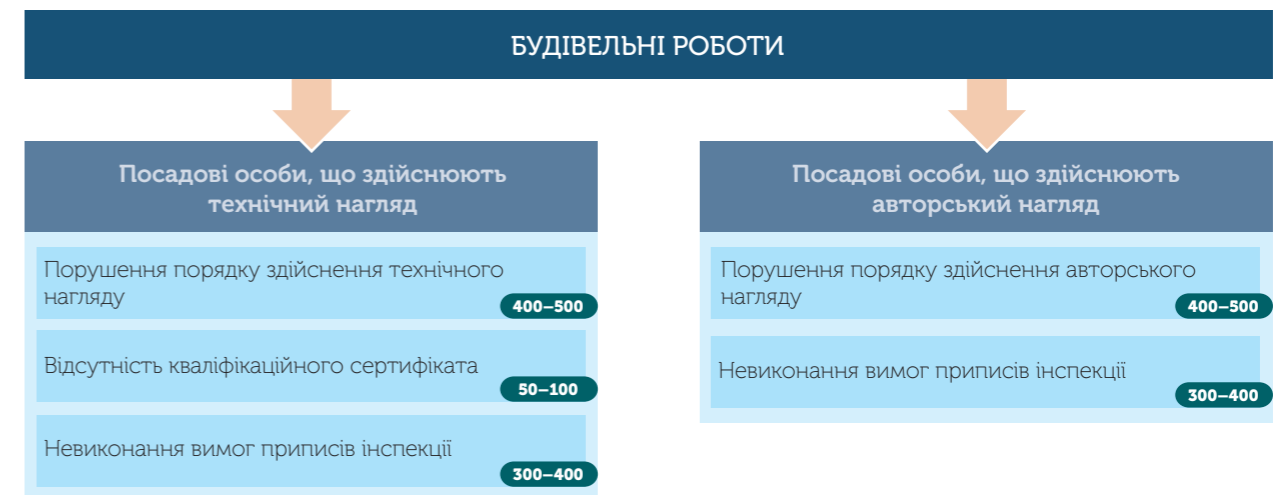 БУДІВЕЛЬНІ РОБОТИ
Посадові особи, що здійснюють
технічний нагляд
Порушення порядку здійснення технічного
нагляду
400–500
Відсутність кваліфікаційного сертифіката
50–100
Невиконання вимог приписів інспекції
300–400
Посадові особи, що здійснюють
авторський нагляд
Порушення порядку здійснення авторського
нагляду
400–500
Невиконання вимог приписів інспекції
300–400